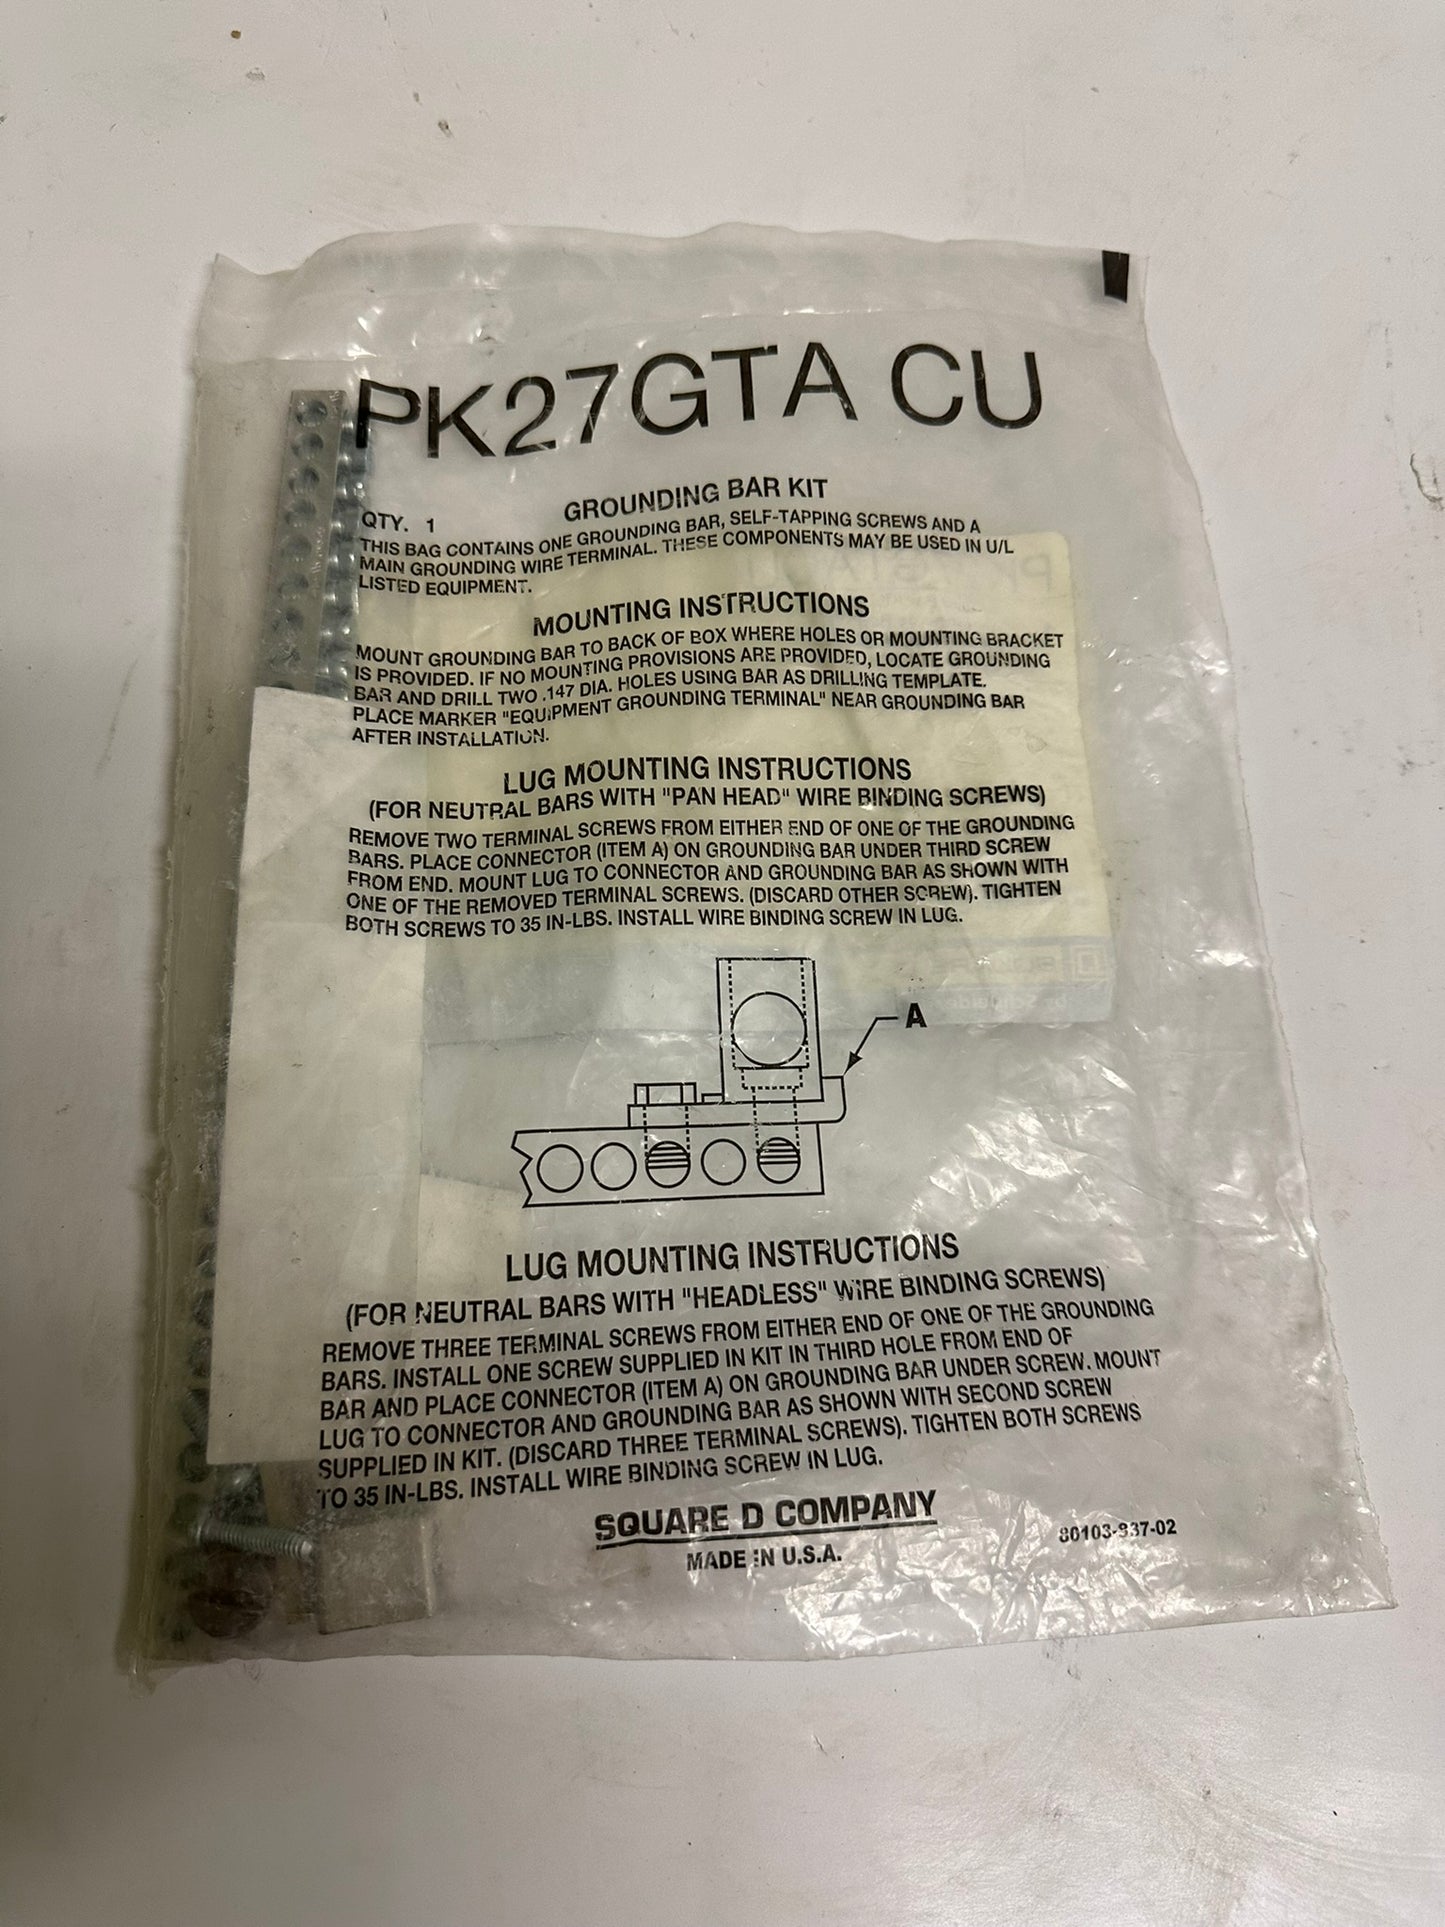 PK27GTA CU
GROUNDING BAR KIT
QTY. 1
THIS BAG CONTAINS ONE GROUNDING BAR, SELF-TAPPING SCREWS AND A
MAIN GROUNDING WIRE TERMINAL. THESE COMPONENTS MAY BE USED IN U/L
LISTED EQUIPMENT.
MOUNTING INSTRUCTIONS
MOUNT GROUNDING BAR TO BACK OF BOX WHERE HOLES OR MOUNTING BRACKET
IS PROVIDED. IF NO MOUNTING PROVISIONS ARE PROVIDED, LOCATE GROUNDING
BAR AND DRILL TWO .147 DIA. HOLES USING BAR AS DRILLING TEMPLATE.
PLACE MARKER "EQUIPMENT GROUNDING TERMINAL" NEAR GROUNDING BAR
AFTER INSTALLATION.
LUG MOUNTING INSTRUCTIONS
(FOR NEUTRAL BARS WITH "PAN HEAD" WIRE BINDING SCREWS)
REMOVE TWO TERMINAL SCREWS FROM EITHER END OF ONE OF THE GROUNDING
BARS. PLACE CONNECTOR (ITEM A) ON GROUNDING BAR UNDER THIRD SCREW
FROM END. MOUNT LUG TO CONNECTOR AND GROUNDING BAR AS SHOWN WITH
ONE OF THE REMOVED TERMINAL SCREWS. (DISCARD OTHER SCREW). TIGHTEN
BOTH SCREWS TO 35 IN-LBS. INSTALL WIRE BINDING SCREW IN LUG.
A
LUG MOUNTING INSTRUCTIONS
(FOR NEUTRAL BARS WITH "HEADLESS" WIRE BINDING SCREWS)
REMOVE THREE TERMINAL SCREWS FROM EITHER END OF ONE OF THE GROUNDING
BARS. INSTALL ONE SCREW SUPPLIED IN KIT IN THIRD HOLE FROM END OF
BAR AND PLACE CONNECTOR (ITEM A) ON GROUNDING BAR UNDER SCREW. MOUNT
LUG TO CONNECTOR AND GROUNDING BAR AS SHOWN WITH SECOND SCREW
SUPPLIED IN KIT. (DISCARD THREE TERMINAL SCREWS). TIGHTEN BOTH SCREWS
TO 35 IN-LBS. INSTALL WIRE BINDING SCREW IN LUG.
SQUARE D COMPANY
MADE IN U.S.A.